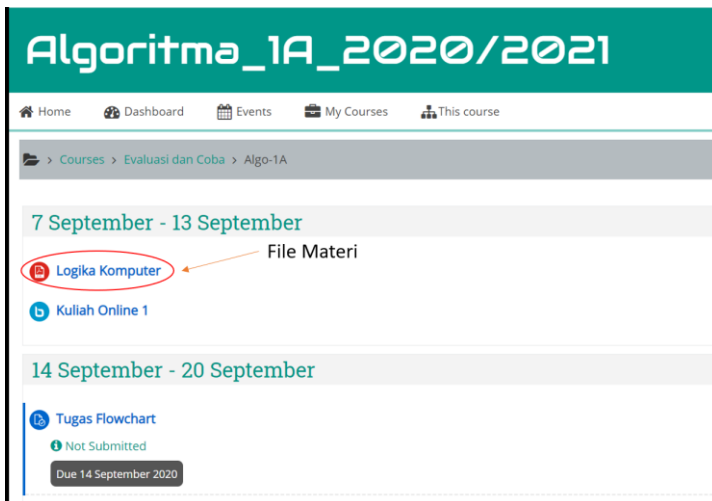 Algoritma_1A_2020/2021
Home Dashboard Events My Courses This course
> Courses > Evaluasi dan Coba > Algo-1A
7 September - 13 September
File Materi
Logika Komputer
Kuliah Online 1
14 September - 20 September
Tugas Flowchart
Not Submitted
Due 14 September 2020